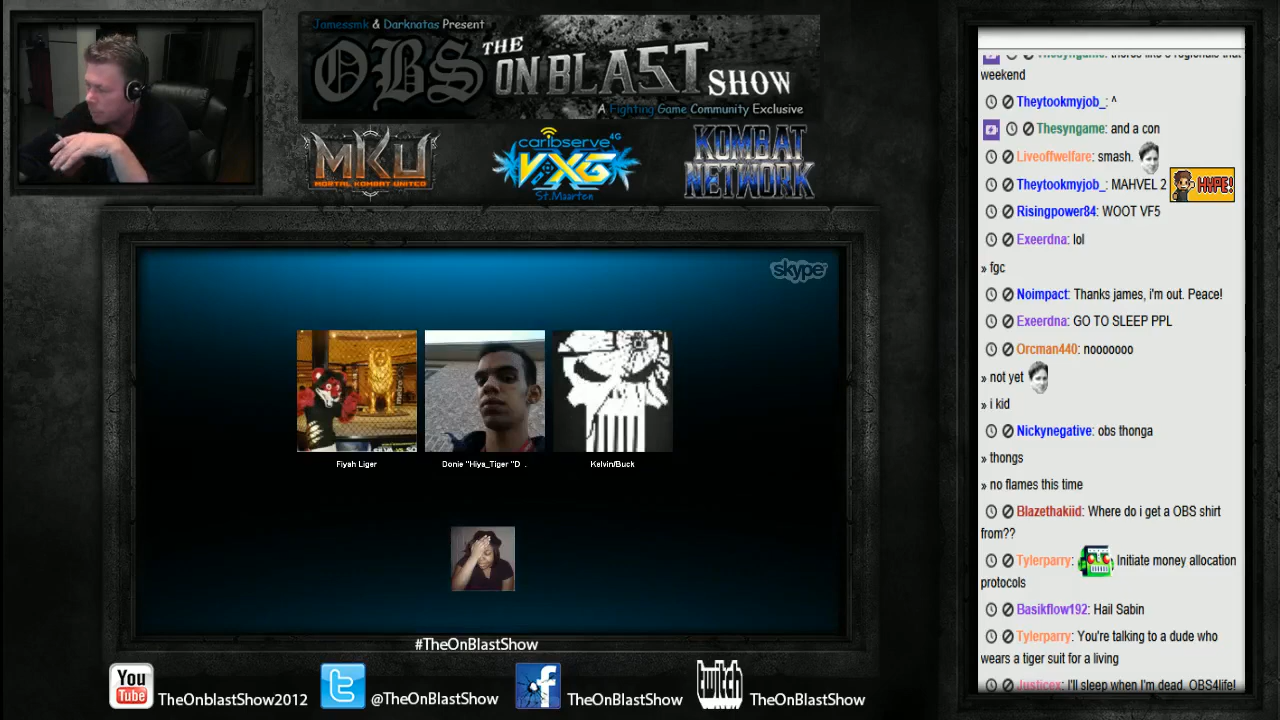 Jamessmk & Darknatas Present
OBS THE ON BLAST SHOW
A Fighting Game Community Exclusive
MKU
MORTAL KOMBAT UNITED
caribserve 4G
VXG
St.Maarten
KOMBAT
NETWORK
skype
Fiyah Liger
Donie "Hiya_Tiger "D .
Kelvin/Buck
#TheOnBlastShow
You
Tube
TheOnblastShow2012
@TheOnBlastShow
TheOnBlastShow
twitch
TheOnBlastShow
weekend
Theytookmyjob_: ^
Thesyngame: and a con
Liveoffwelfare: smash.
Theytookmyjob_: MAHVEL 2 HYPE!
Risingpower84: WOOT VF5
Exeerdna: lol
» fgc
Noimpact: Thanks james, i'm out. Peace!
Exeerdna: GO TO SLEEP PPL
Orcman440: nooooooo
» not yet
» i kid
Nickynegative: obs thonga
» thongs
» no flames this time
Blazethakiid: Where do i get a OBS shirt
from??
Tylerparry: Initiate money allocation
protocols
Basikflow192: Hail Sabin
Tylerparry: You're talking to a dude who
wears a tiger suit for a living
Justicex: I'll sleep when I'm dead. OBS4life!